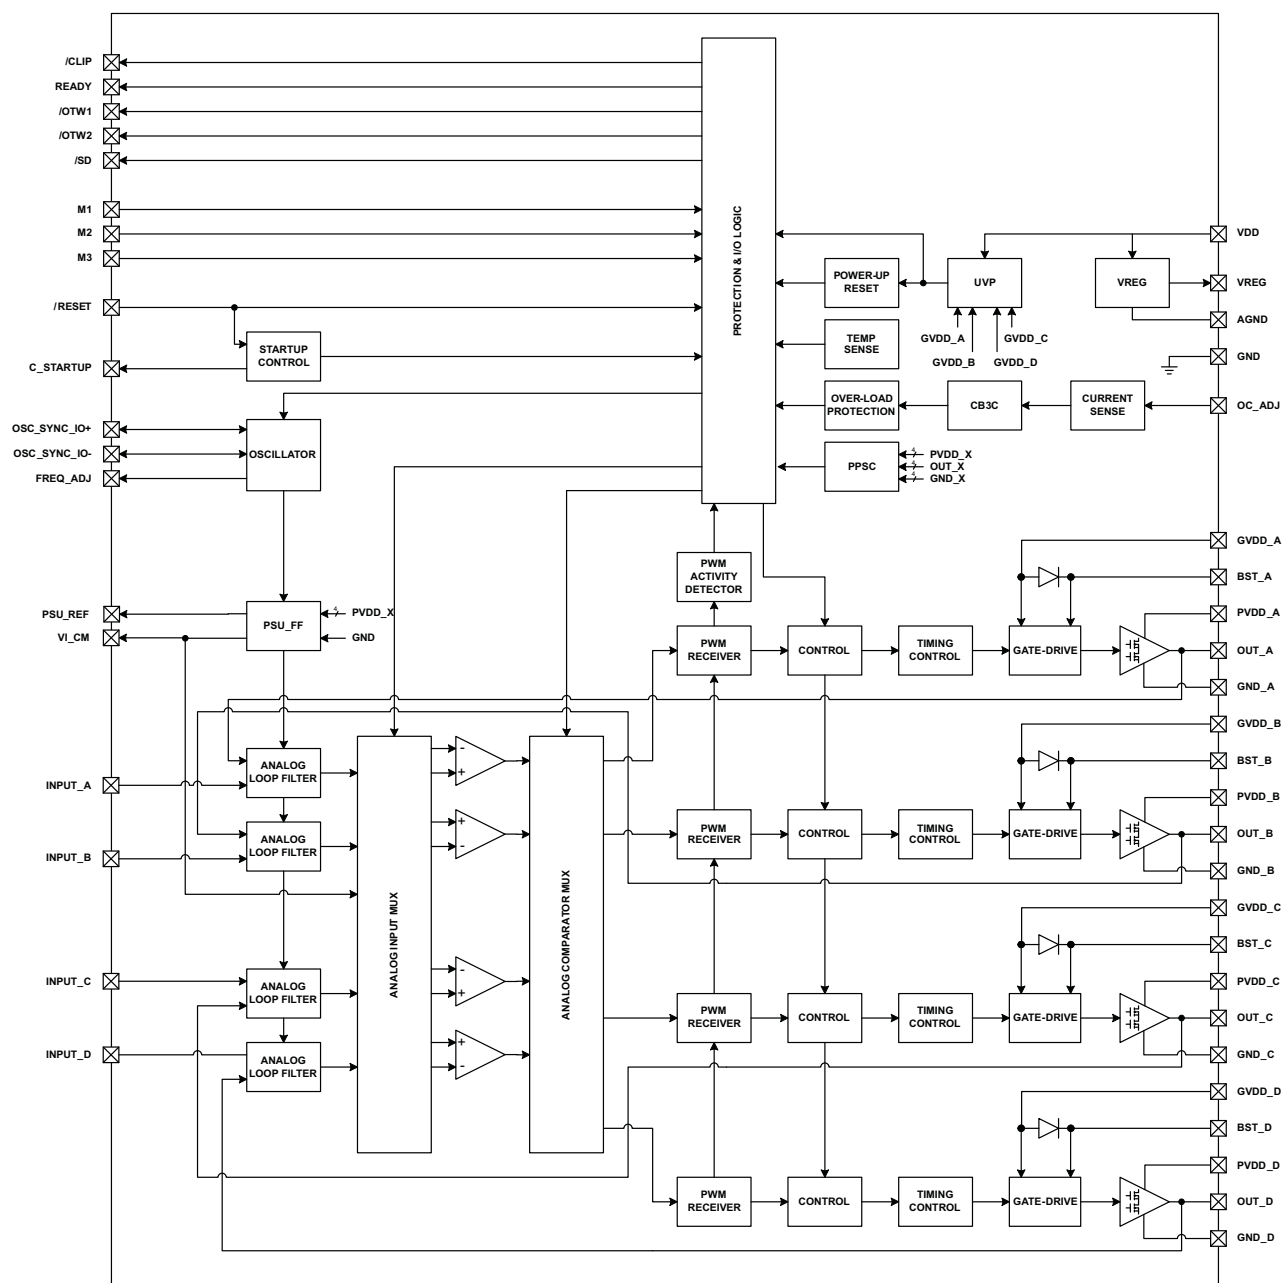 /CLIP
READY
/OTW1
/OTW2
/SD
M1
M2
M3
/RESET
C_STARTUP
OSC_SYNC_IO+
OSC_SYNC_IO-
FREQ_ADJ
PSU_REF
VI_CM
INPUT_A
INPUT_B
INPUT_C
INPUT_D
STARTUP
CONTROL
OSCILLATOR
PSU_FF
4
PVDD_X
GND
ANALOG
LOOP FILTER
ANALOG
LOOP FILTER
ANALOG
LOOP FILTER
ANALOG
LOOP FILTER
ANALOG INPUT MUX
-
+
+
-
-
+
+
-
ANALOG COMPARATOR MUX
PROTECTION & I/O LOGIC
POWER-UP
RESET
UVP
GVDD_A
GVDD_C
GVDD_B
GVDD_D
VREG
TEMP
SENSE
OVER-LOAD
PROTECTION
CB3C
CURRENT
SENSE
PPSC
4
PVDD_X
4
OUT_X
4
GND_X
PWM
ACTIVITY
DETECTOR
PWM
RECEIVER
CONTROL
TIMING
CONTROL
GATE-DRIVE
PWM
RECEIVER
CONTROL
TIMING
CONTROL
GATE-DRIVE
PWM
RECEIVER
CONTROL
TIMING
CONTROL
GATE-DRIVE
PWM
RECEIVER
CONTROL
TIMING
CONTROL
GATE-DRIVE
VDD
VREG
AGND
GND
OC_ADJ
GVDD_A
BST_A
PVDD_A
OUT_A
GND_A
GVDD_B
BST_B
PVDD_B
OUT_B
GND_B
GVDD_C
BST_C
PVDD_C
OUT_C
GND_C
GVDD_D
BST_D
PVDD_D
OUT_D
GND_D